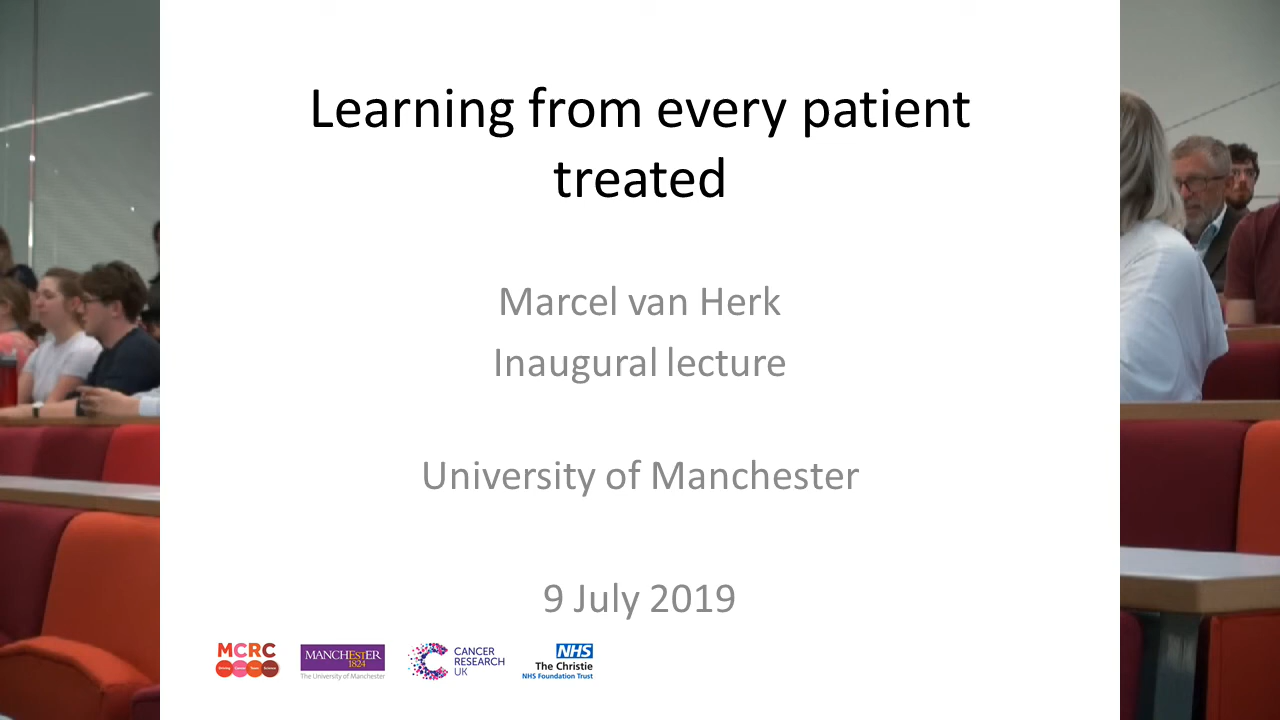 Learning from every patient
treated
Marcel van Herk
Inaugural lecture
University of Manchester
9 July 2019
MCRC
MANCHESTER
1824
The University of Manchester
CANCER
RESEARCH
UK
NHS
The Christie
NHS Foundation Trust